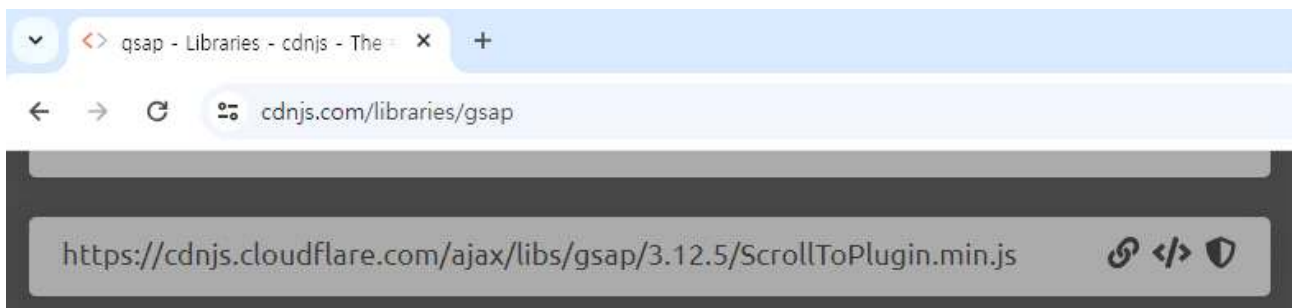 gsap - Libraries - cdnjs - The
cdnjs.com/libraries/gsap
https://cdnjs.cloudflare.com/ajax/libs/gsap/3.12.5/ScrollToPlugin.min.js